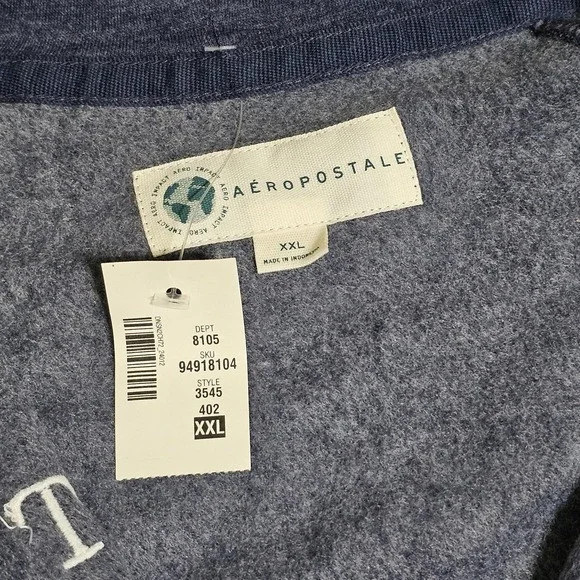 AERO IMPACT AERO IMPACT AERO IMPACT
AÉROPOSTALE
XXL
MADE IN INDONESIA
DEPT
8105
SKU
94918104
STYLE
3545
402
XXL
T